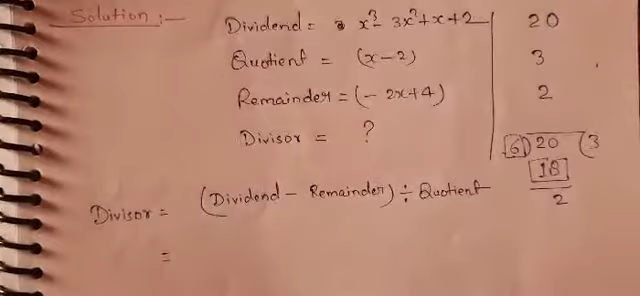 Solution :-
Dividend = x³ - 3x² + x + 2 | 20
Quotient = (x-2) 3
Remainder = (-2x+4) 2
Divisor = ?
6) 20 (3
18
2
Divisor = (Dividend - Remainder) ÷ Quotient
=